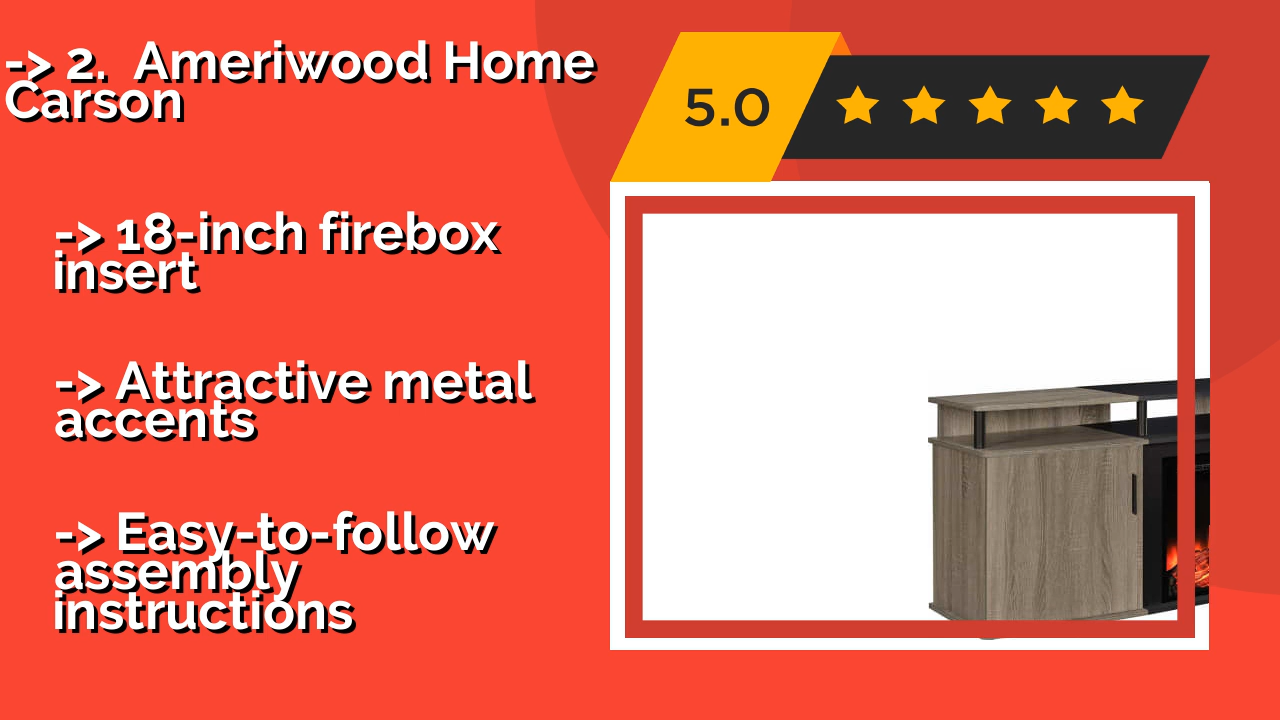 -> 2.  Ameriwood Home
Carson
5.0
-> 18-inch firebox
insert
-> Attractive metal
accents
-> Easy-to-follow
assembly
instructions